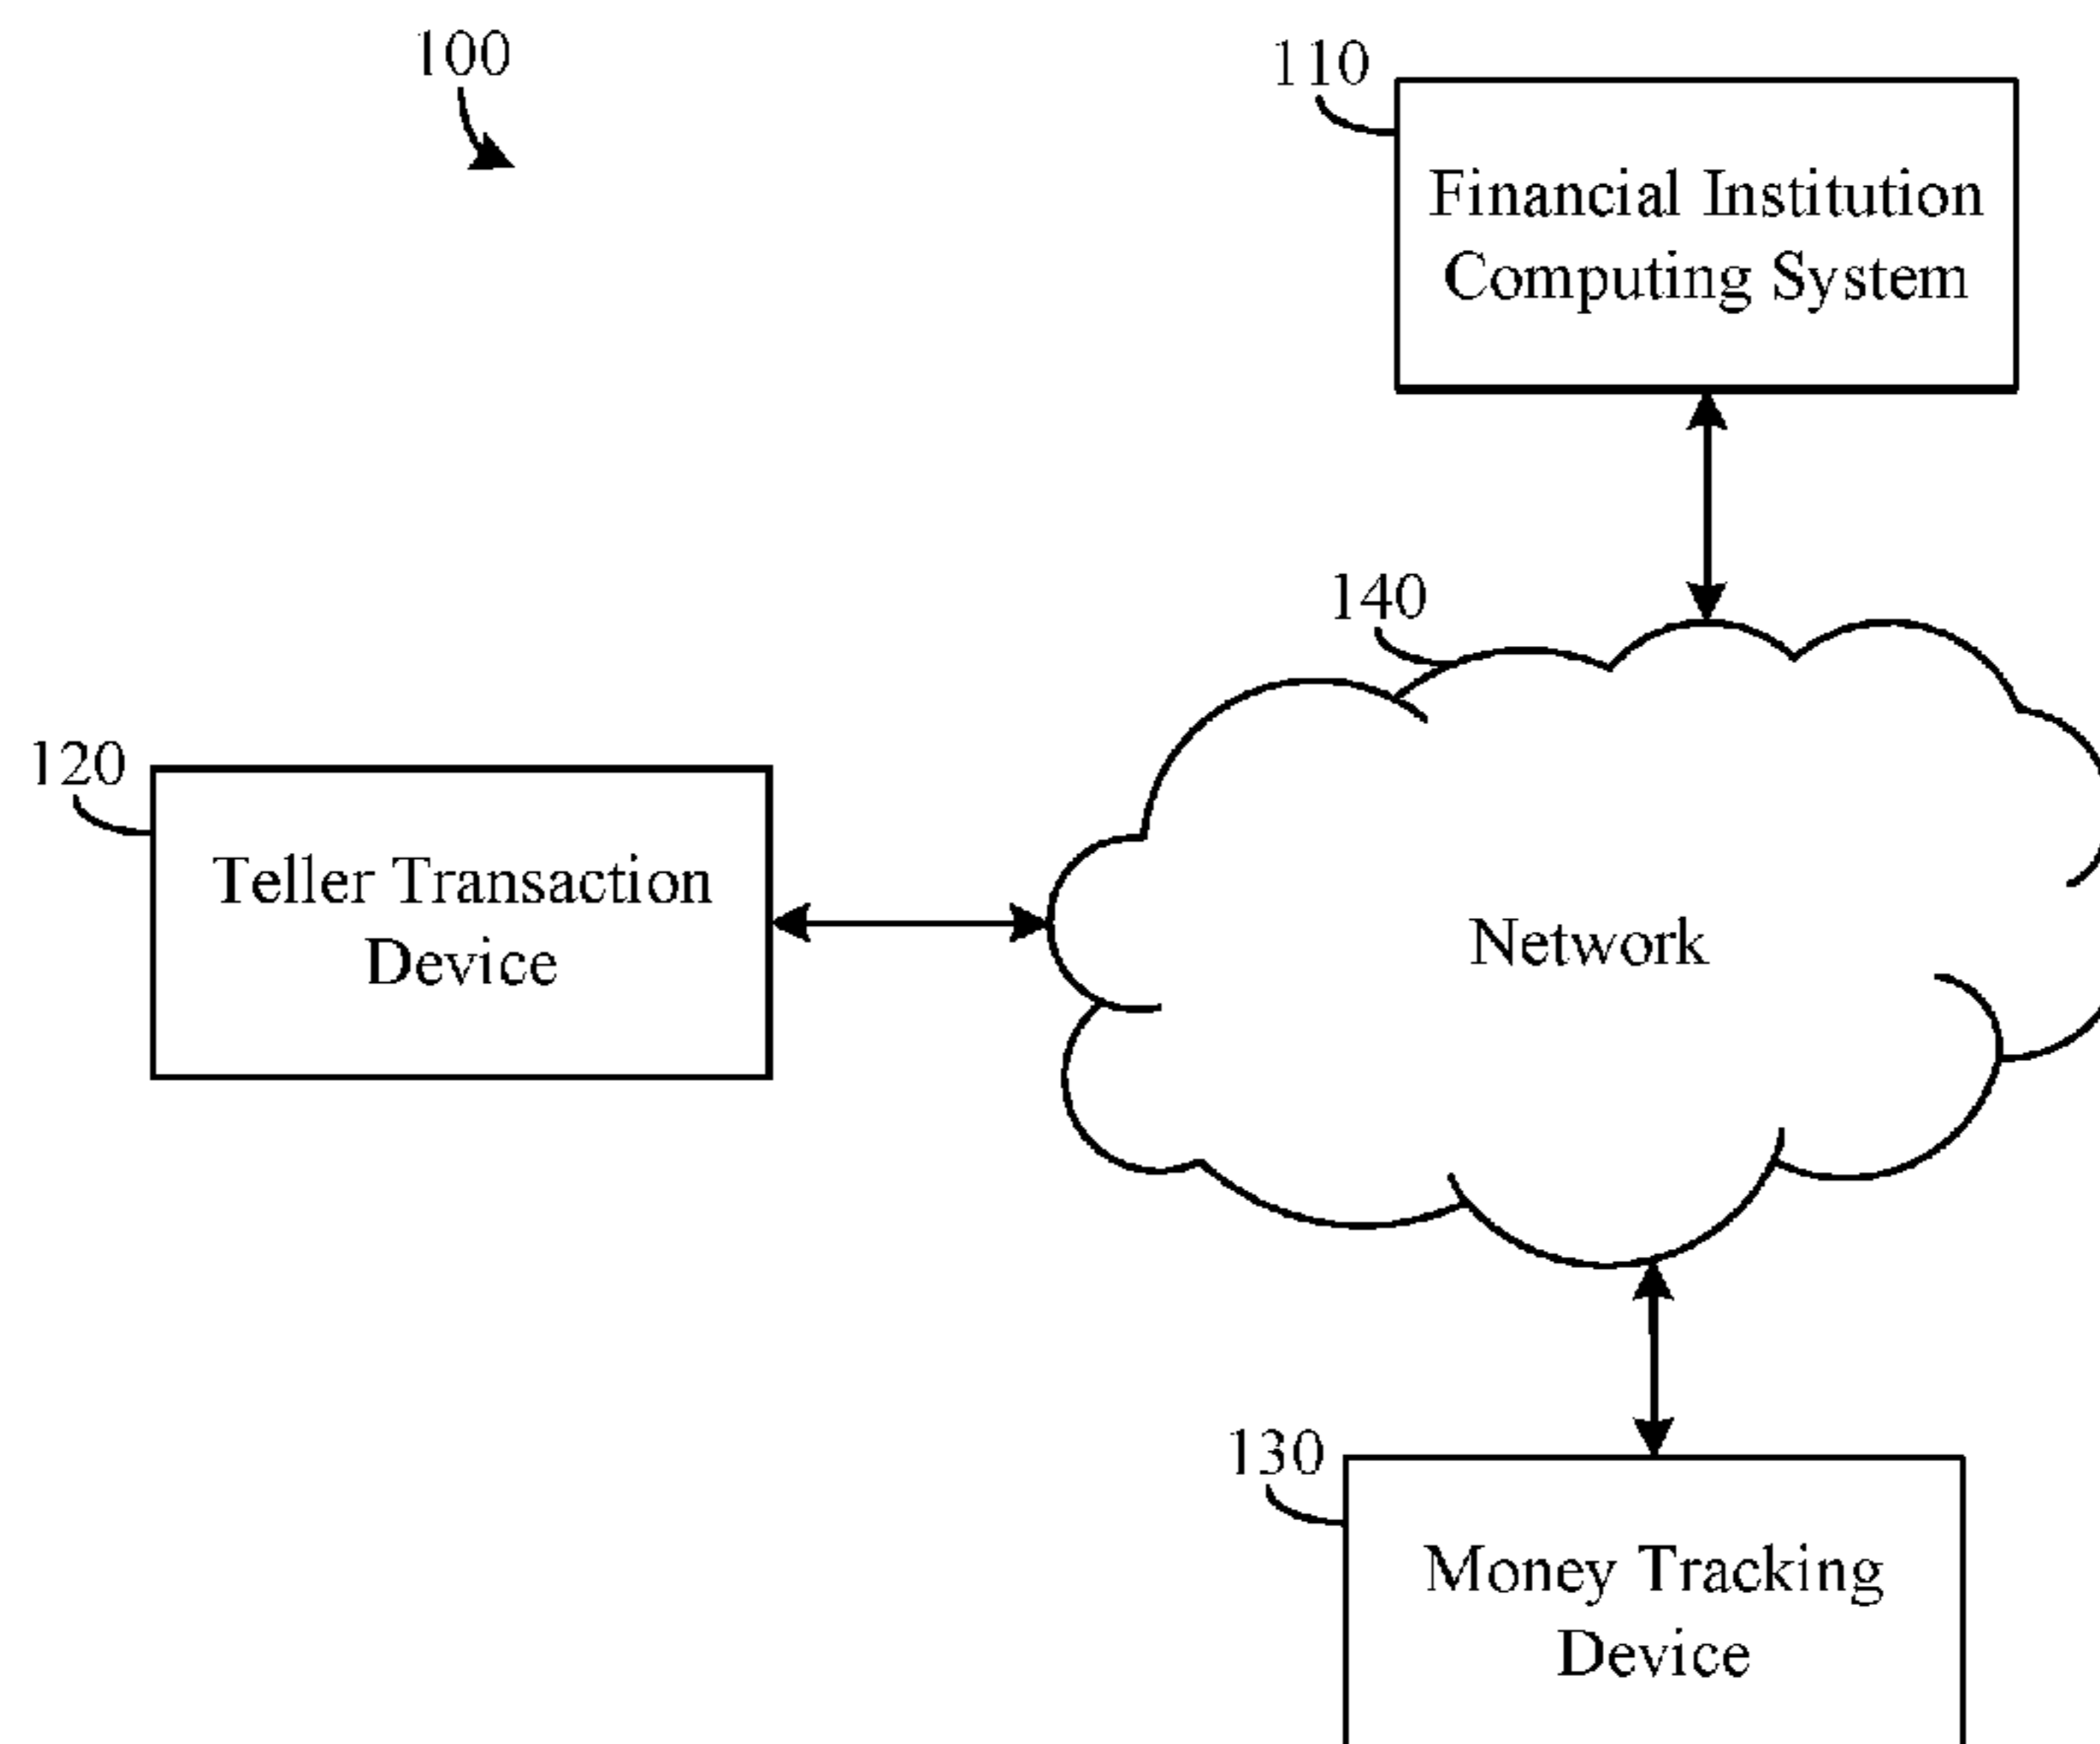 100
110
Financial Institution
Computing System
140
120
Teller Transaction
Device
Network
130
Money Tracking
Device